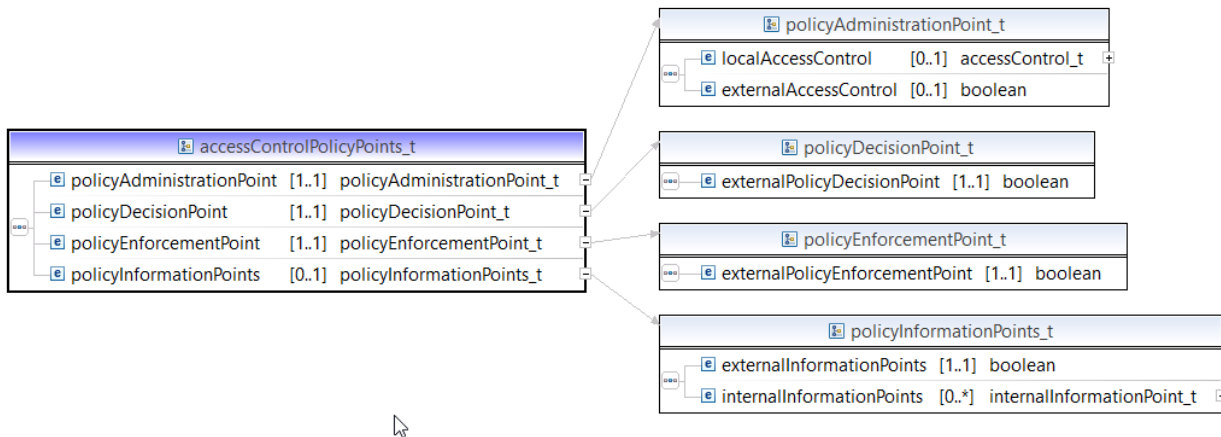 accessControlPolicyPoints_t
policyAdministrationPoint [1..1] policyAdministrationPoint_t
policyDecisionPoint [1..1] policyDecisionPoint_t
policyEnforcementPoint [1..1] policyEnforcementPoint_t
policyInformationPoints [0..1] policyInformationPoints_t
policyAdministrationPoint_t
e localAccessControl [0..1] accessControl_t
e externalAccessControl [0..1] boolean
policyDecisionPoint_t
e externalPolicyDecisionPoint [1..1] boolean
policyEnforcementPoint_t
e externalPolicyEnforcementPoint [1..1] boolean
policyInformationPoints_t
e externalInformationPoints [1..1] boolean
e internalInformationPoints [0..*] internalInformationPoint_t